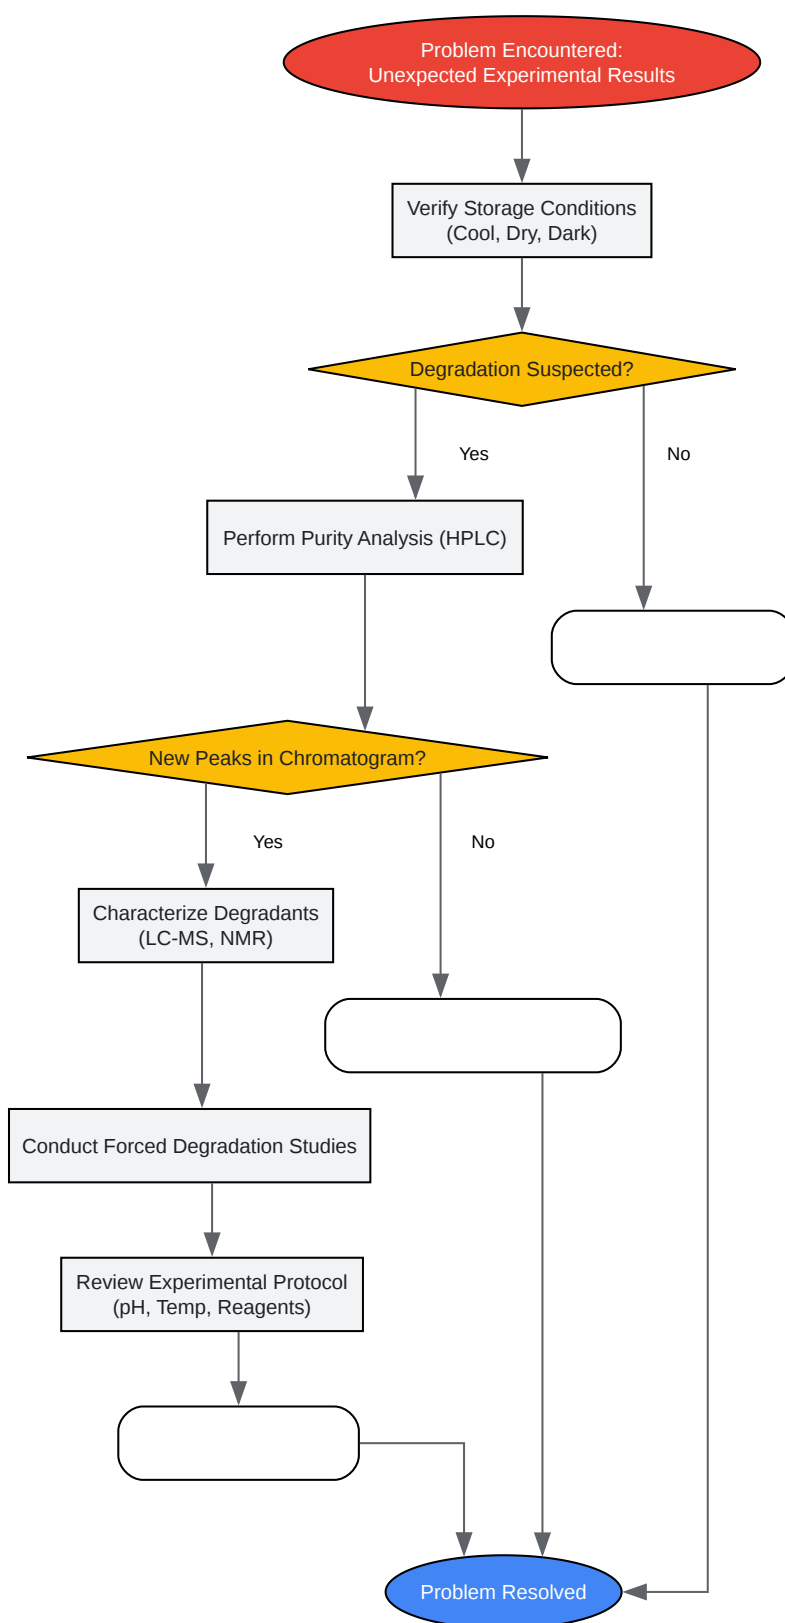 Problem Encountered:
Unexpected Experimental Results
Verify Storage Conditions
(Cool, Dry, Dark)
Degradation Suspected?
Yes
No
Perform Purity Analysis (HPLC)
New Peaks in Chromatogram?
Yes
No
Characterize Degradants
(LC-MS, NMR)
Conduct Forced Degradation Studies
Review Experimental Protocol
(pH, Temp, Reagents)
Problem Resolved